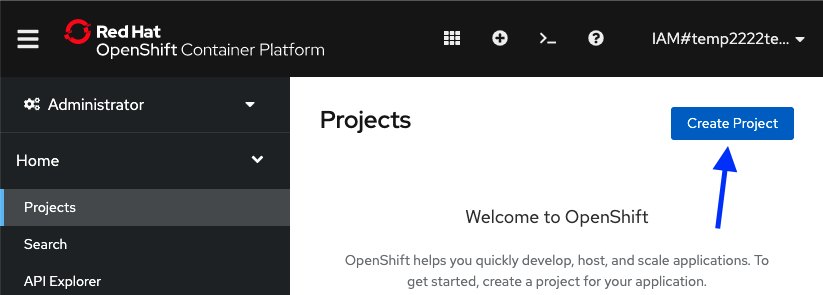 Red Hat
OpenShift Container Platform
IAM#temp2222te...
Administrator
Home
Projects
Search
API Explorer
Projects
Create Project
Welcome to OpenShift
OpenShift helps you quickly develop, host, and scale applications. To
get started, create a project for your application.